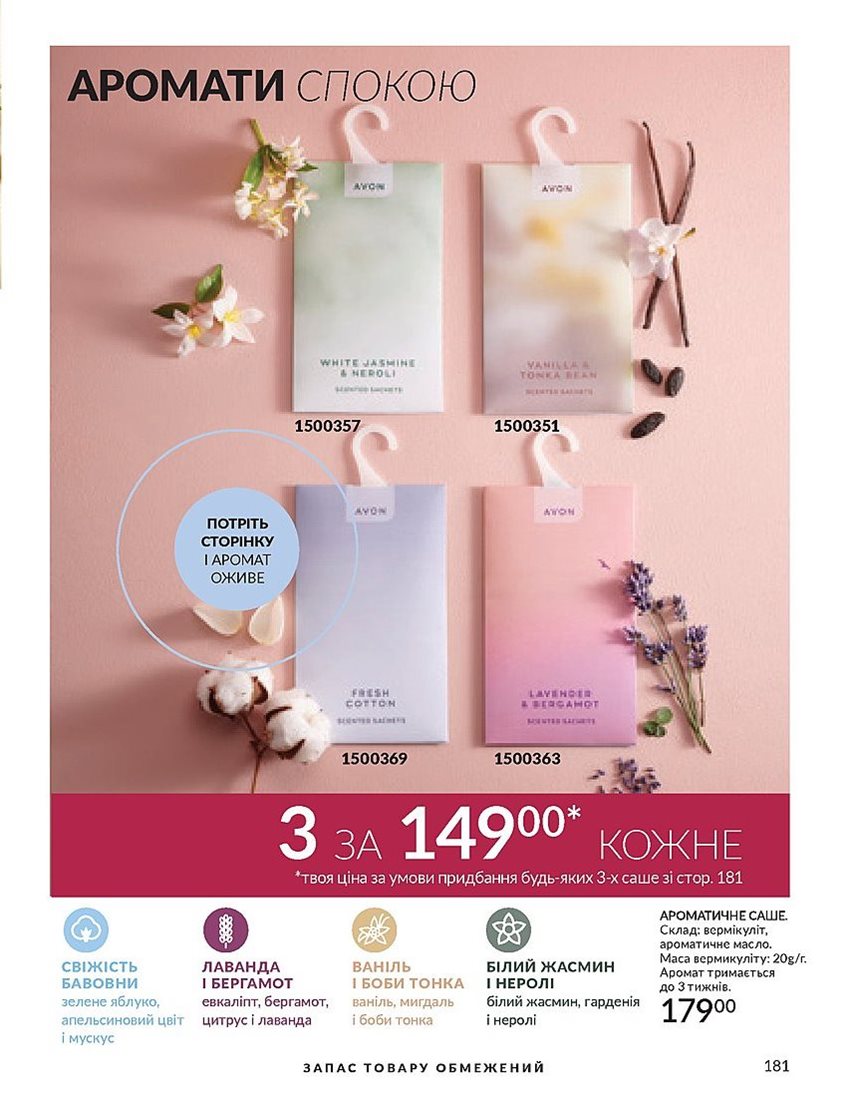 АРОМАТИ СПОКОЮ
AVON
WHITE JASMINE
& NEROLI
SCENTED SACHETS
1500357
AVON
VANILLA &
TONKA BEAN
SCENTED SACHETS
1500351
ПОТРІТЬ
СТОРІНКУ
І АРОМАТ
ОЖИВЕ
AVON
FRESH
COTTON
SCENTED SACHETS
1500369
AVON
LAVENDER
& BERGAMOT
SCENTED SACHETS
1500363
3 ЗА 149⁰⁰* КОЖНЕ
*твоя ціна за умови придбання будь-яких 3-х саше зі стор. 181
СВІЖІСТЬ
БАВОВНИ
зелене яблуко,
апельсиновий цвіт
і мускус
ЛАВАНДА
І БЕРГАМОТ
евкаліпт, бергамот,
цитрус і лаванда
ВАНІЛЬ
І БОБИ ТОНКА
ваніль, мигдаль
і боби тонка
БІЛИЙ ЖАСМИН
І НЕРОЛІ
білий жасмин, гарденія
і неролі
АРОМАТИЧНЕ САШЕ.
Склад: вермікуліт,
ароматичне масло.
Маса вермикуліту: 20g/г.
Аромат тримається
до 3 тижнів.
179⁰⁰
ЗАПАС ТОВАРУ ОБМЕЖЕНИЙ
181